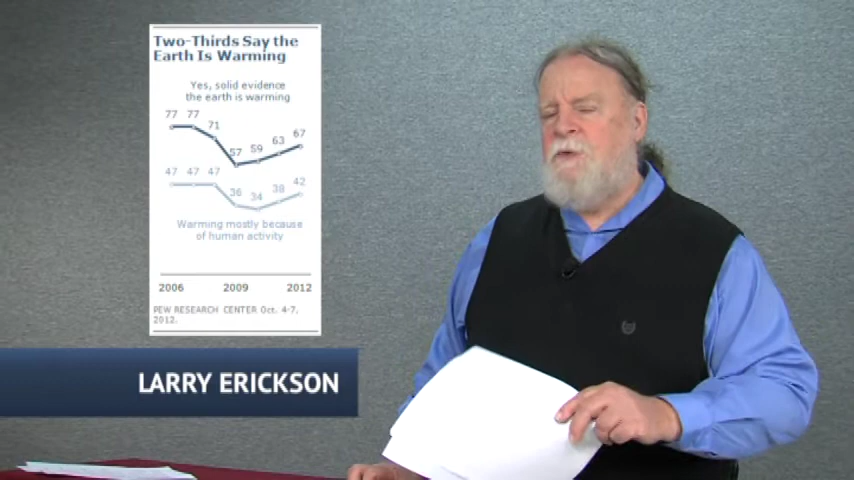 Two-Thirds Say the
Earth Is Warming
Yes, solid evidence
the earth is warming
77 77 71 57 59 63 67
47 47 47 36 34 38 42
Warming mostly because
of human activity
2006 2009 2012
PEW RESEARCH CENTER Oct. 4-7,
2012.
LARRY ERICKSON